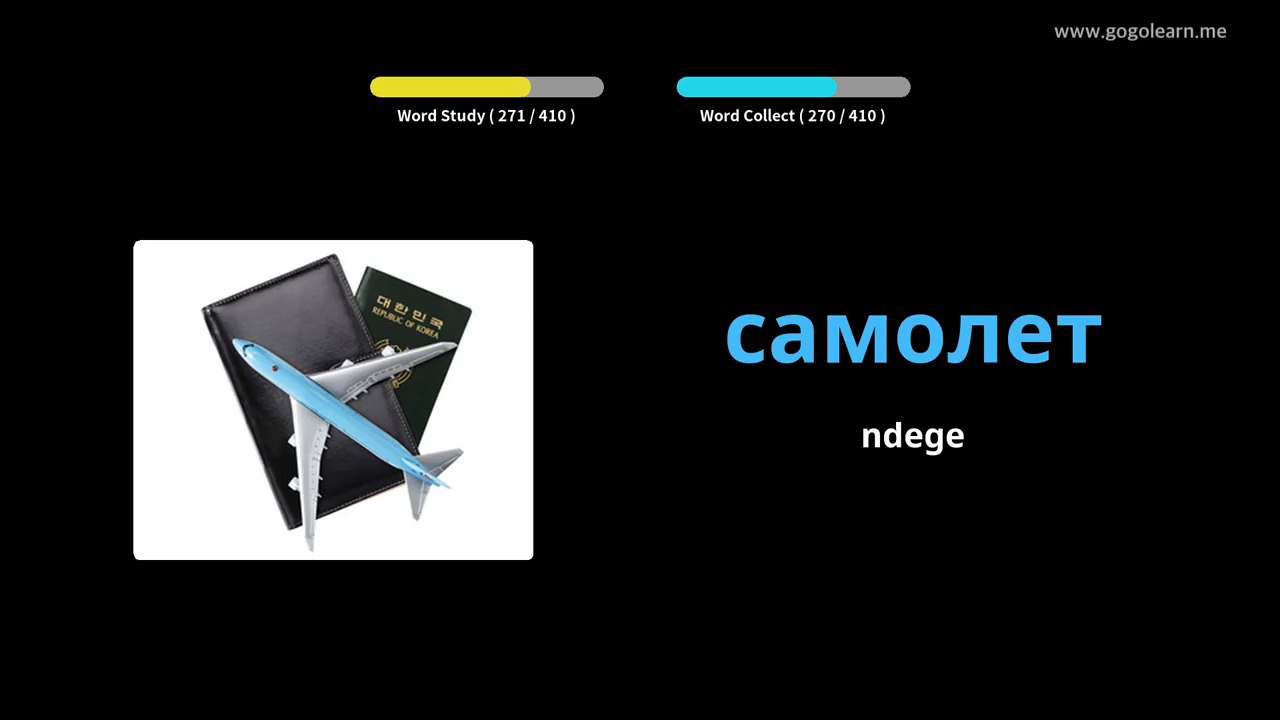 www.gogolearn.me
Word Study ( 271 / 410 )
Word Collect ( 270 / 410 )
대한민국
REPUBLIC OF KOREA
самолет
ndege